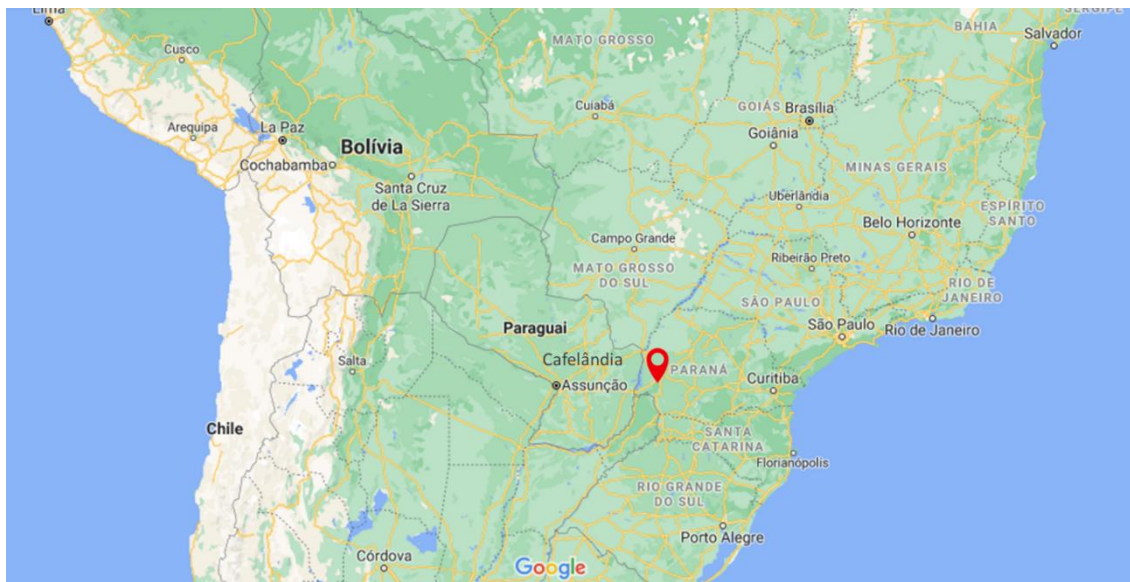 Lima
SERGIPE
BAHIA
Salvador
MATO GROSSO
Cusco
Cuiabá
GOIÁS
Brasília
Arequipa
La Paz
Goiânia
Bolívia
Cochabamba
MINAS GERAIS
Santa Cruz
De La Sierra
Uberlândia
ESPÍRITO
SANTO
Belo Horizonte
Campo Grande
Ribeirão Preto
MATO GROSSO
DO SUL
RIO DE
JANEIRO
SÃO PAULO
São Paulo
Rio de Janeiro
Paraguai
Cafelândia
Salta
PARANÁ
Assunção
Curitiba
Chile
SANTA
CATARINA
Florianópolis
RIO GRANDE
DO SUL
Porto Alegre
Córdova
Google